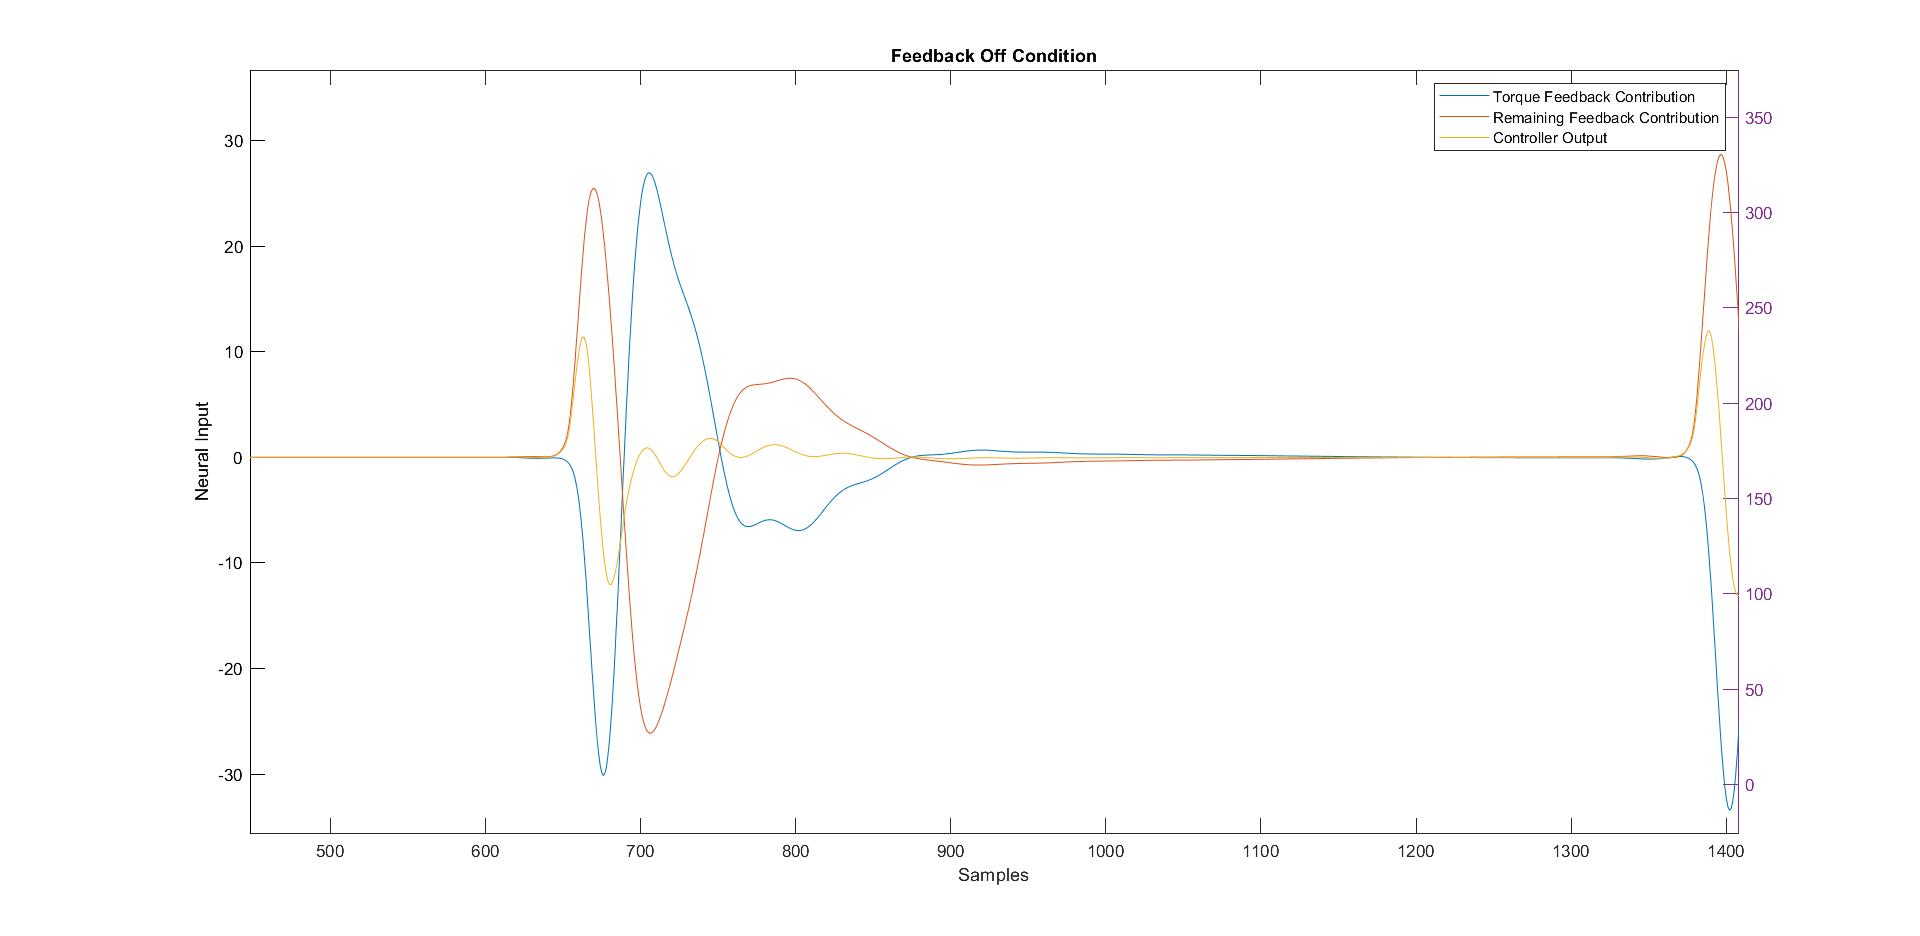 Feedback Off Condition
Torque Feedback Contribution
Remaining Feedback Contribution
Controller Output
Neural Input
30
20
10
0
-10
-20
-30
350
300
250
200
150
100
50
0
500 600 700 800 900 1000 1100 1200 1300 1400
Samples